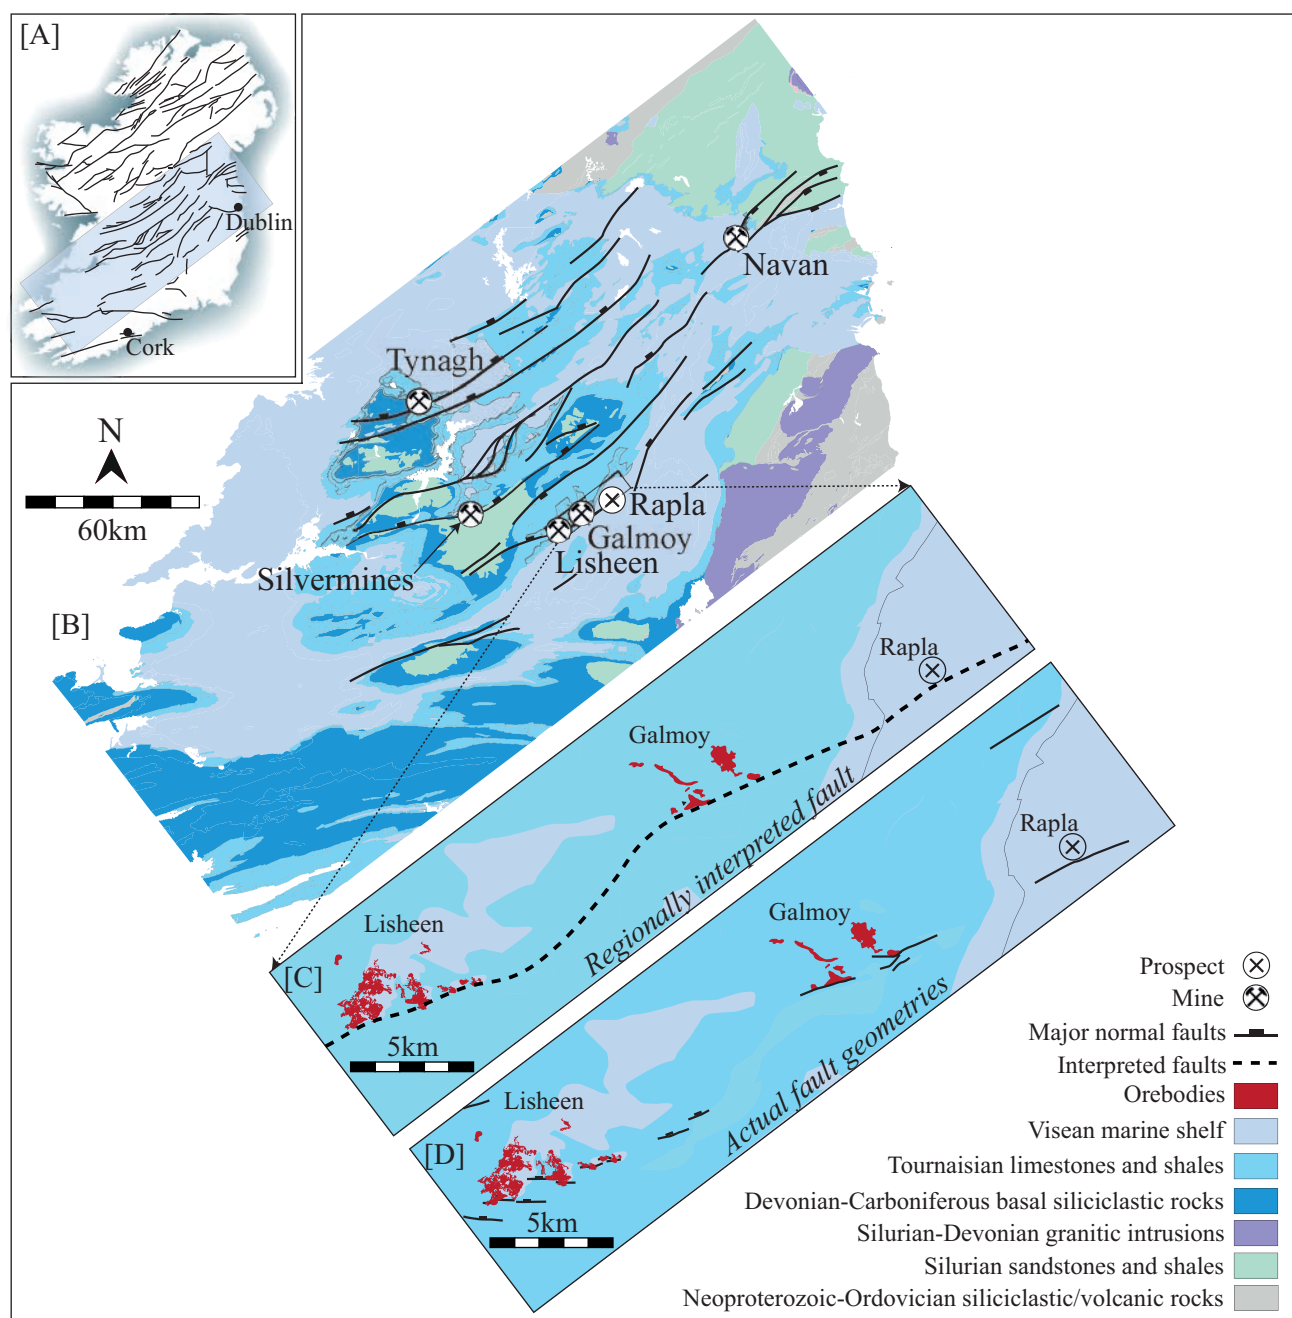 [A]
Dublin
Cork
N
60km
[B]
Navan
Tynagh
Rapla
Galmoy
Lisheen
Silvermines
Rapla
Galmoy
Regionally interpreted fault
Lisheen
[C]
5km
Rapla
Galmoy
Actual fault geometries
Lisheen
[D]
5km
Prospect
Mine
Major normal faults
Interpreted faults
Orebodies
Visean marine shelf
Tournaisian limestones and shales
Devonian-Carboniferous basal siliciclastic rocks
Silurian-Devonian granitic intrusions
Silurian sandstones and shales
Neoproterozoic-Ordovician siliciclastic/volcanic rocks